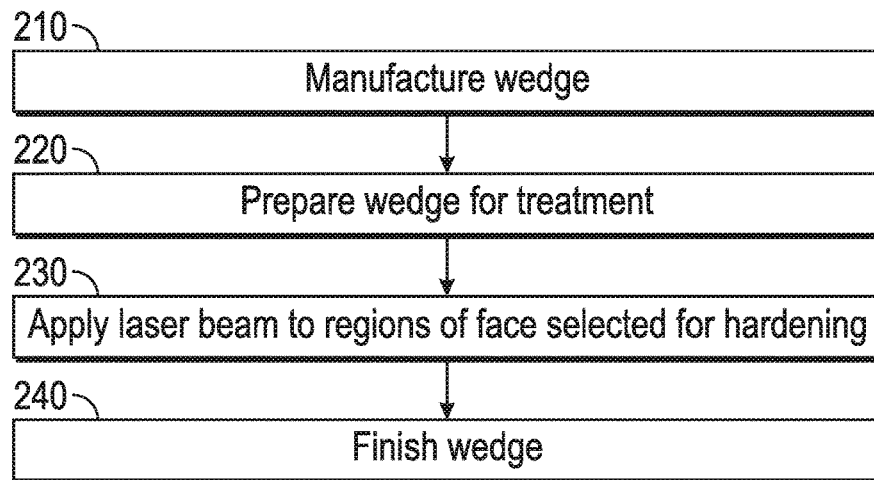 210
Manufacture wedge
220
Prepare wedge for treatment
230
Apply laser beam to regions of face selected for hardening
240
Finish wedge